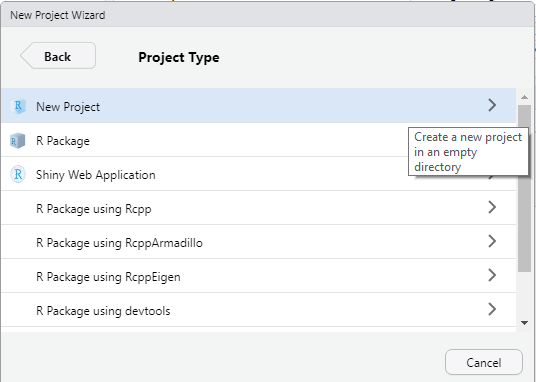 New Project Wizard
Back
Project Type
New Project
R Package
Create a new project
in an empty
directory
Shiny Web Application
R Package using Rcpp
R Package using RcppArmadillo
R Package using RcppEigen
R Package using devtools
Cancel